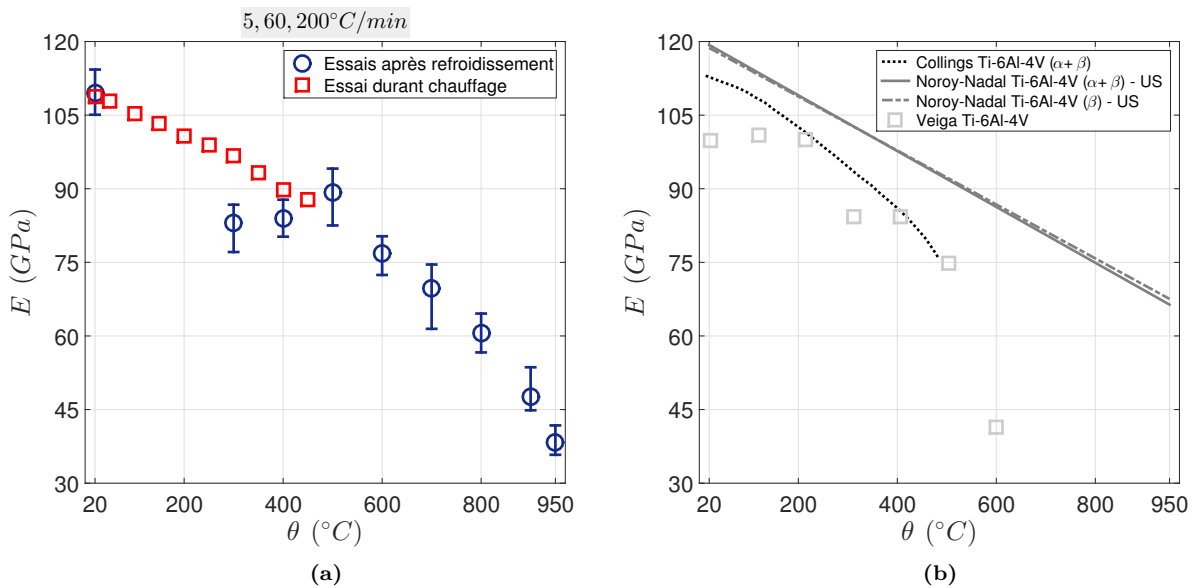 5, 60, 200°C/min
120
105
90
75
60
45
30
E (GPa)
Essais après refroidissement
Essai durant chauffage
20
200
400
600
800
950
θ (°C)
(a)
120
105
90
75
60
45
30
E (GPa)
Collings Ti-6Al-4V (α+ β)
Noroy-Nadal Ti-6Al-4V (α+ β) - US
Noroy-Nadal Ti-6Al-4V (β) - US
Veiga Ti-6Al-4V
20
200
400
600
800
950
θ (°C)
(b)